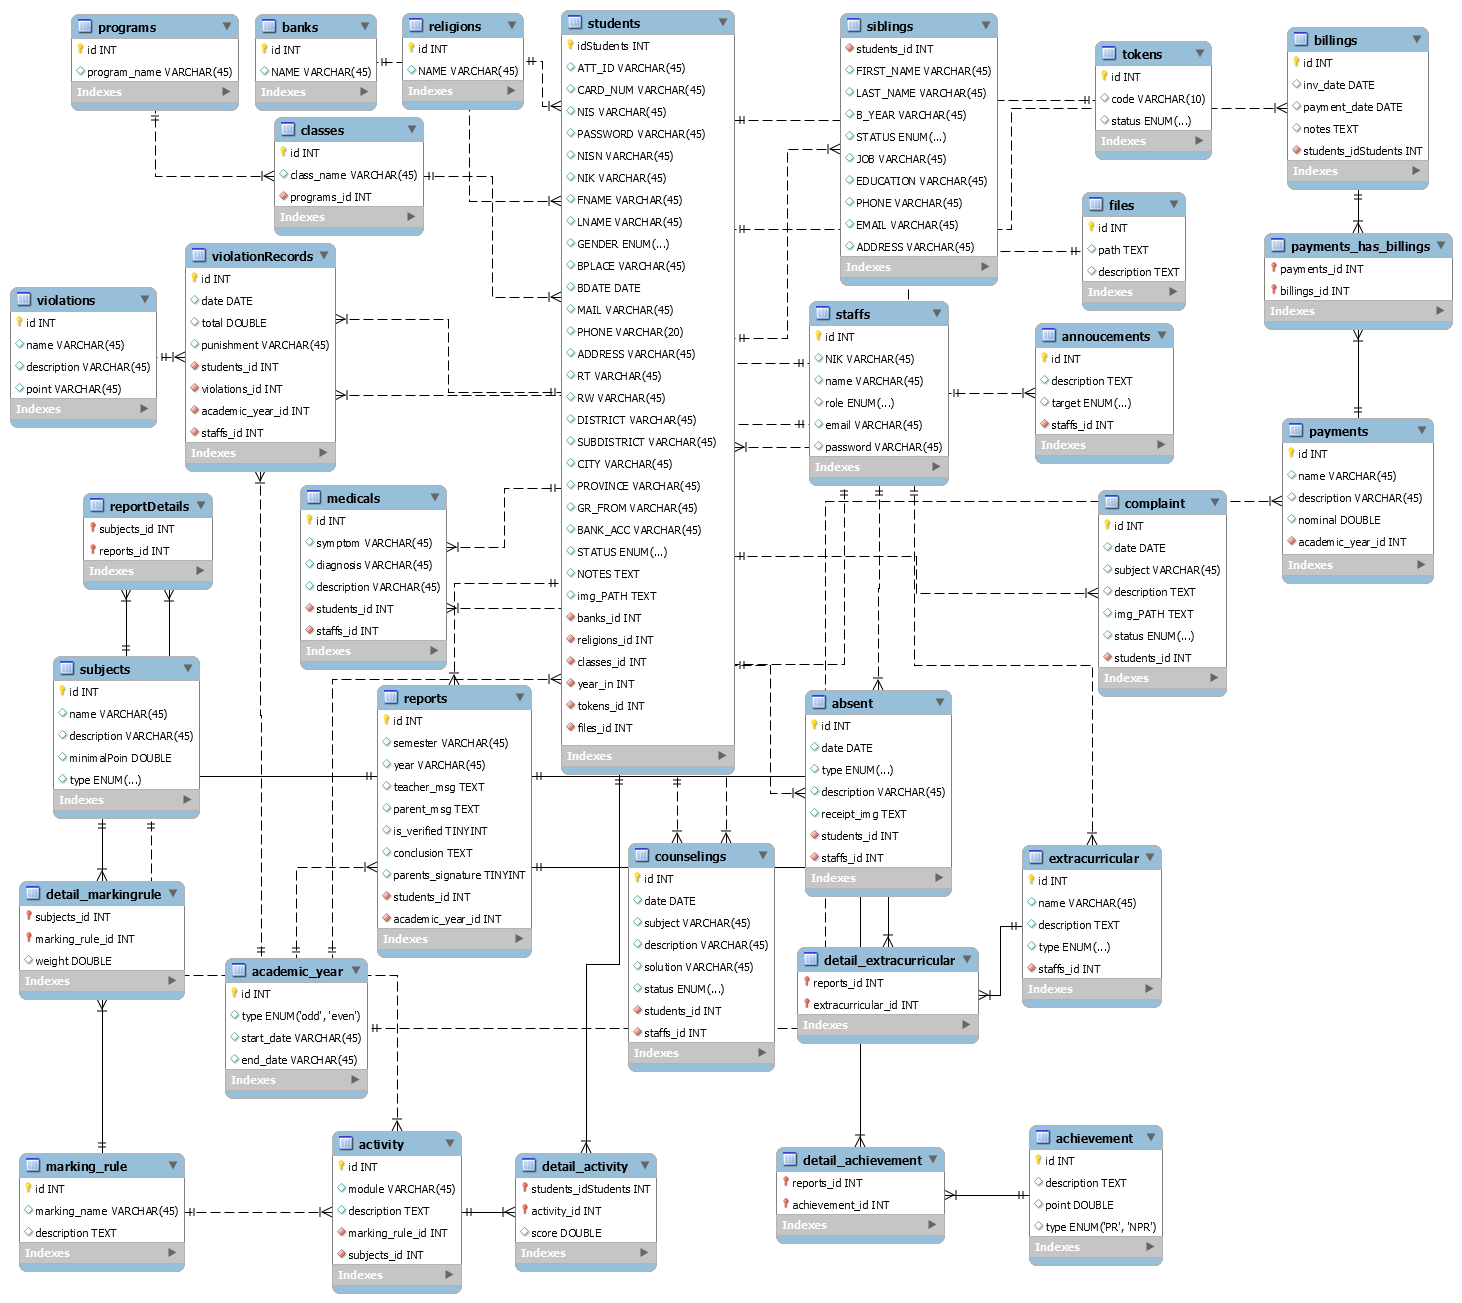 programs
id INT
program_name VARCHAR(45)
Indexes
banks
id INT
NAME VARCHAR(45)
Indexes
religions
id INT
NAME VARCHAR(45)
Indexes
classes
id INT
class_name VARCHAR(45)
programs_id INT
Indexes
students
idStudents INT
ATT_ID VARCHAR(45)
CARD_NUM VARCHAR(45)
NIS VARCHAR(45)
PASSWORD VARCHAR(45)
NISN VARCHAR(45)
NIK VARCHAR(45)
FNAME VARCHAR(45)
LNAME VARCHAR(45)
GENDER ENUM(...)
BPLACE VARCHAR(45)
BDATE DATE
MAIL VARCHAR(45)
PHONE VARCHAR(20)
ADDRESS VARCHAR(45)
RT VARCHAR(45)
RW VARCHAR(45)
DISTRICT VARCHAR(45)
SUBDISTRICT VARCHAR(45)
CITY VARCHAR(45)
PROVINCE VARCHAR(45)
GR_FROM VARCHAR(45)
BANK_ACC VARCHAR(45)
STATUS ENUM(...)
NOTES TEXT
img_PATH TEXT
banks_id INT
religions_id INT
classes_id INT
year_in INT
tokens_id INT
files_id INT
Indexes
siblings
students_id INT
FIRST_NAME VARCHAR(45)
LAST_NAME VARCHAR(45)
B_YEAR VARCHAR(45)
STATUS ENUM(...)
JOB VARCHAR(45)
EDUCATION VARCHAR(45)
PHONE VARCHAR(45)
EMAIL VARCHAR(45)
ADDRESS VARCHAR(45)
Indexes
tokens
id INT
code VARCHAR(10)
status ENUM(...)
Indexes
billings
id INT
inv_date DATE
payment_date DATE
notes TEXT
students_idStudents INT
Indexes
files
id INT
path TEXT
description TEXT
Indexes
payments_has_billings
payments_id INT
billings_id INT
Indexes
violationRecords
id INT
date DATE
total DOUBLE
punishment VARCHAR(45)
students_id INT
violations_id INT
academic_year_id INT
staffs_id INT
Indexes
violations
id INT
name VARCHAR(45)
description VARCHAR(45)
point VARCHAR(45)
Indexes
staffs
id INT
NIK VARCHAR(45)
name VARCHAR(45)
role ENUM(...)
email VARCHAR(45)
password VARCHAR(45)
Indexes
annoucements
id INT
description TEXT
target ENUM(...)
staffs_id INT
Indexes
payments
id INT
name VARCHAR(45)
description VARCHAR(45)
nominal DOUBLE
academic_year_id INT
Indexes
reportDetails
subjects_id INT
reports_id INT
Indexes
medicals
id INT
symptom VARCHAR(45)
diagnosis VARCHAR(45)
description VARCHAR(45)
students_id INT
staffs_id INT
Indexes
complaint
id INT
date DATE
subject VARCHAR(45)
description TEXT
img_PATH TEXT
status ENUM(...)
students_id INT
Indexes
subjects
id INT
name VARCHAR(45)
description VARCHAR(45)
minimalPoin DOUBLE
type ENUM(...)
Indexes
reports
id INT
semester VARCHAR(45)
year VARCHAR(45)
teacher_msg TEXT
parent_msg TEXT
is_verified TINYINT
conclusion TEXT
parents_signature TINYINT
students_id INT
academic_year_id INT
Indexes
absent
id INT
date DATE
type ENUM(...)
description VARCHAR(45)
receipt_img TEXT
students_id INT
staffs_id INT
Indexes
counselings
id INT
date DATE
subject VARCHAR(45)
description VARCHAR(45)
solution VARCHAR(45)
status ENUM(...)
students_id INT
staffs_id INT
Indexes
extracurricular
id INT
name VARCHAR(45)
description TEXT
type ENUM(...)
staffs_id INT
Indexes
detail_markingrule
subjects_id INT
marking_rule_id INT
weight DOUBLE
Indexes
academic_year
id INT
type ENUM('odd', 'even')
start_date VARCHAR(45)
end_date VARCHAR(45)
Indexes
detail_extracurricular
reports_id INT
extracurricular_id INT
Indexes
marking_rule
id INT
marking_name VARCHAR(45)
description TEXT
Indexes
activity
id INT
module VARCHAR(45)
description TEXT
marking_rule_id INT
subjects_id INT
Indexes
detail_activity
students_idStudents INT
activity_id INT
score DOUBLE
Indexes
detail_achievement
reports_id INT
achievement_id INT
Indexes
achievement
id INT
description TEXT
point DOUBLE
type ENUM('PR', 'NPR')
Indexes